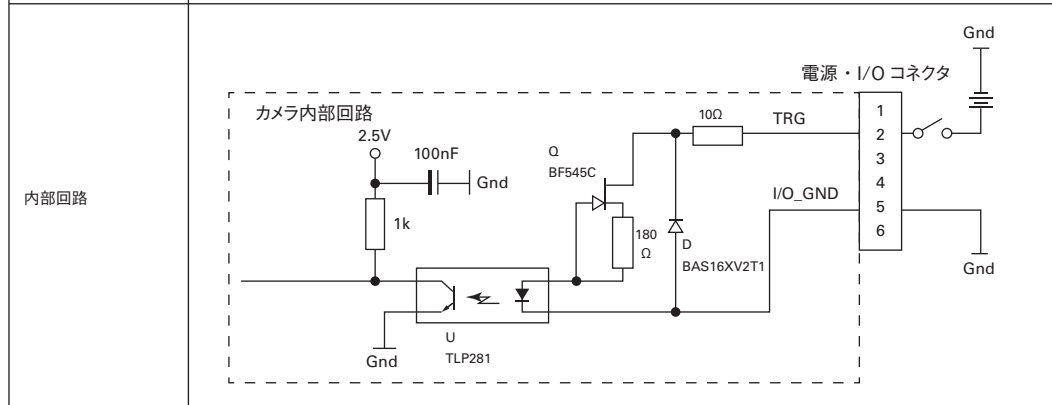 内部回路
Gnd
電源・I/O コネクタ
カメラ内部回路
2.5V
100nF
Gnd
1k
Q
BF545C
10Ω
TRG
I/O_GND
180
Ω
D
BAS16XV2T1
1
2
3
4
5
6
Gnd
Gnd
U
TLP281